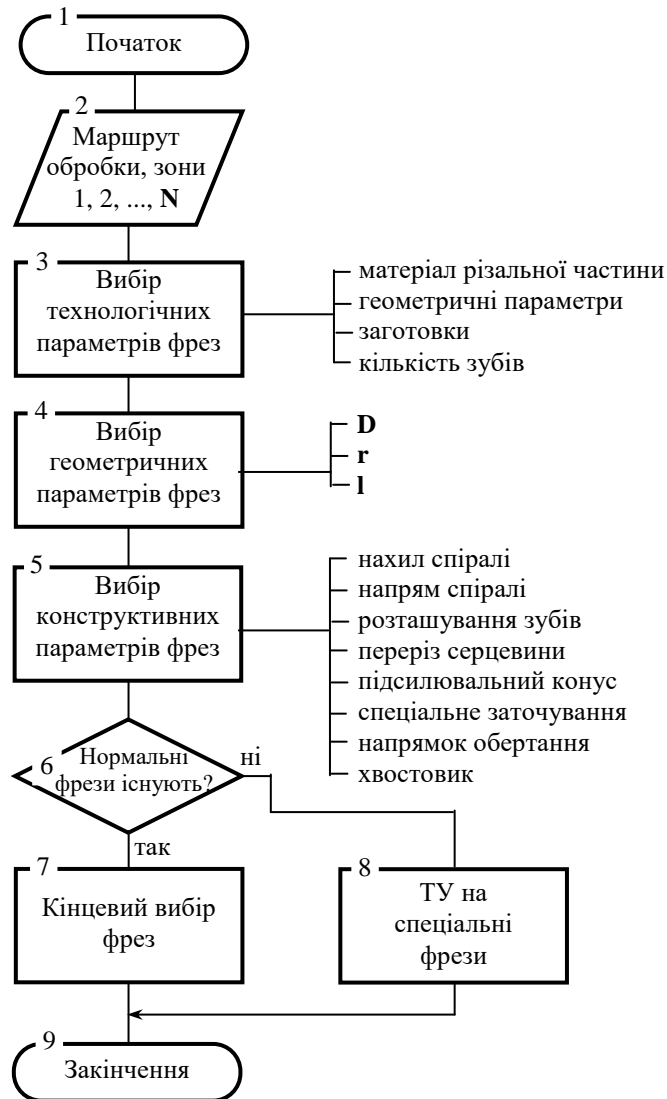 1
Початок
2
Маршрут
обробки, зони
1, 2, ..., N
3
Вибір
технологічних
параметрів фрез
матеріал різальної частини
геометричні параметри
заготовки
кількість зубів
4
Вибір
геометричних
параметрів фрез
D
r
l
5
Вибір
конструктивних
параметрів фрез
нахил спіралі
напрям спіралі
розташування зубів
переріз серцевини
підсилювальний конус
спеціальне заточування
напрямок обертання
хвостовик
6
Нормальні
фрези існують?
ні
так
7
Кінцевий вибір
фрез
8
ТУ на
спеціальні
фрези
9
Закінчення